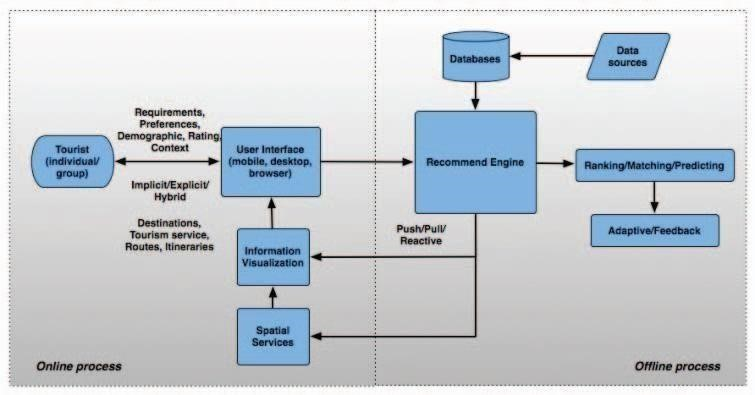 Databases
Data
sources
Requirements,
Preferences,
Demographic, Rating,
Context
Tourist
(individual/
group)
User Interface
(mobile, desktop,
browser)
Recommend Engine
Ranking/Matching/Predicting
Implicit/Explicit/
Hybrid
Destinations,
Tourism service,
Routes, Itineraries
Information
Visualization
Push/Pull/
Reactive
Adaptive/Feedback
Spatial
Services
Online process
Offline process